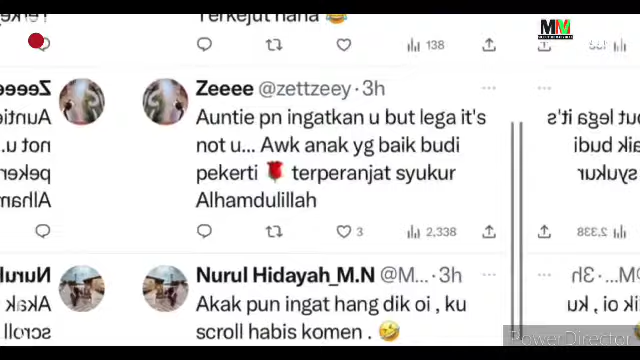 Terkejut haha 😂
138
Zeeee @zettzeey · 3h
Auntie pn ingatkan u but lega it's
not u... Awk anak yg baik budi
pekerti 🌹 terperanjat syukur
Alhamdulillah
3 2,338
Nurul Hidayah_M.N @M... · 3h
Akak pun ingat hang dik oi , ku
scroll habis komen . 🤣
MM
PowerDirector